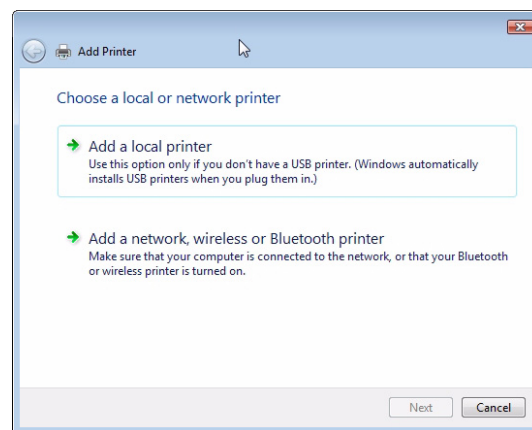 Add Printer
Choose a local or network printer
Add a local printer
Use this option only if you don't have a USB printer. (Windows automatically
installs USB printers when you plug them in.)
Add a network, wireless or Bluetooth printer
Make sure that your computer is connected to the network, or that your Bluetooth
or wireless printer is turned on.
Next Cancel